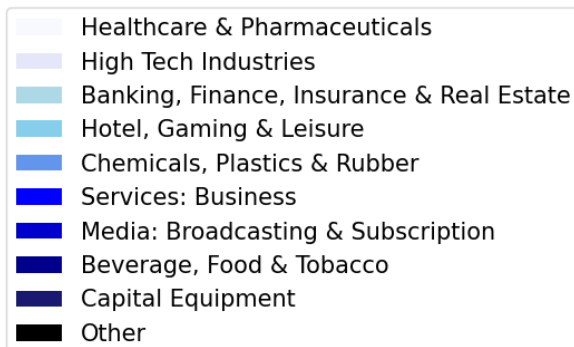 Healthcare & Pharmaceuticals
High Tech Industries
Banking, Finance, Insurance & Real Estate
Hotel, Gaming & Leisure
Chemicals, Plastics & Rubber
Services: Business
Media: Broadcasting & Subscription
Beverage, Food & Tobacco
Capital Equipment
Other